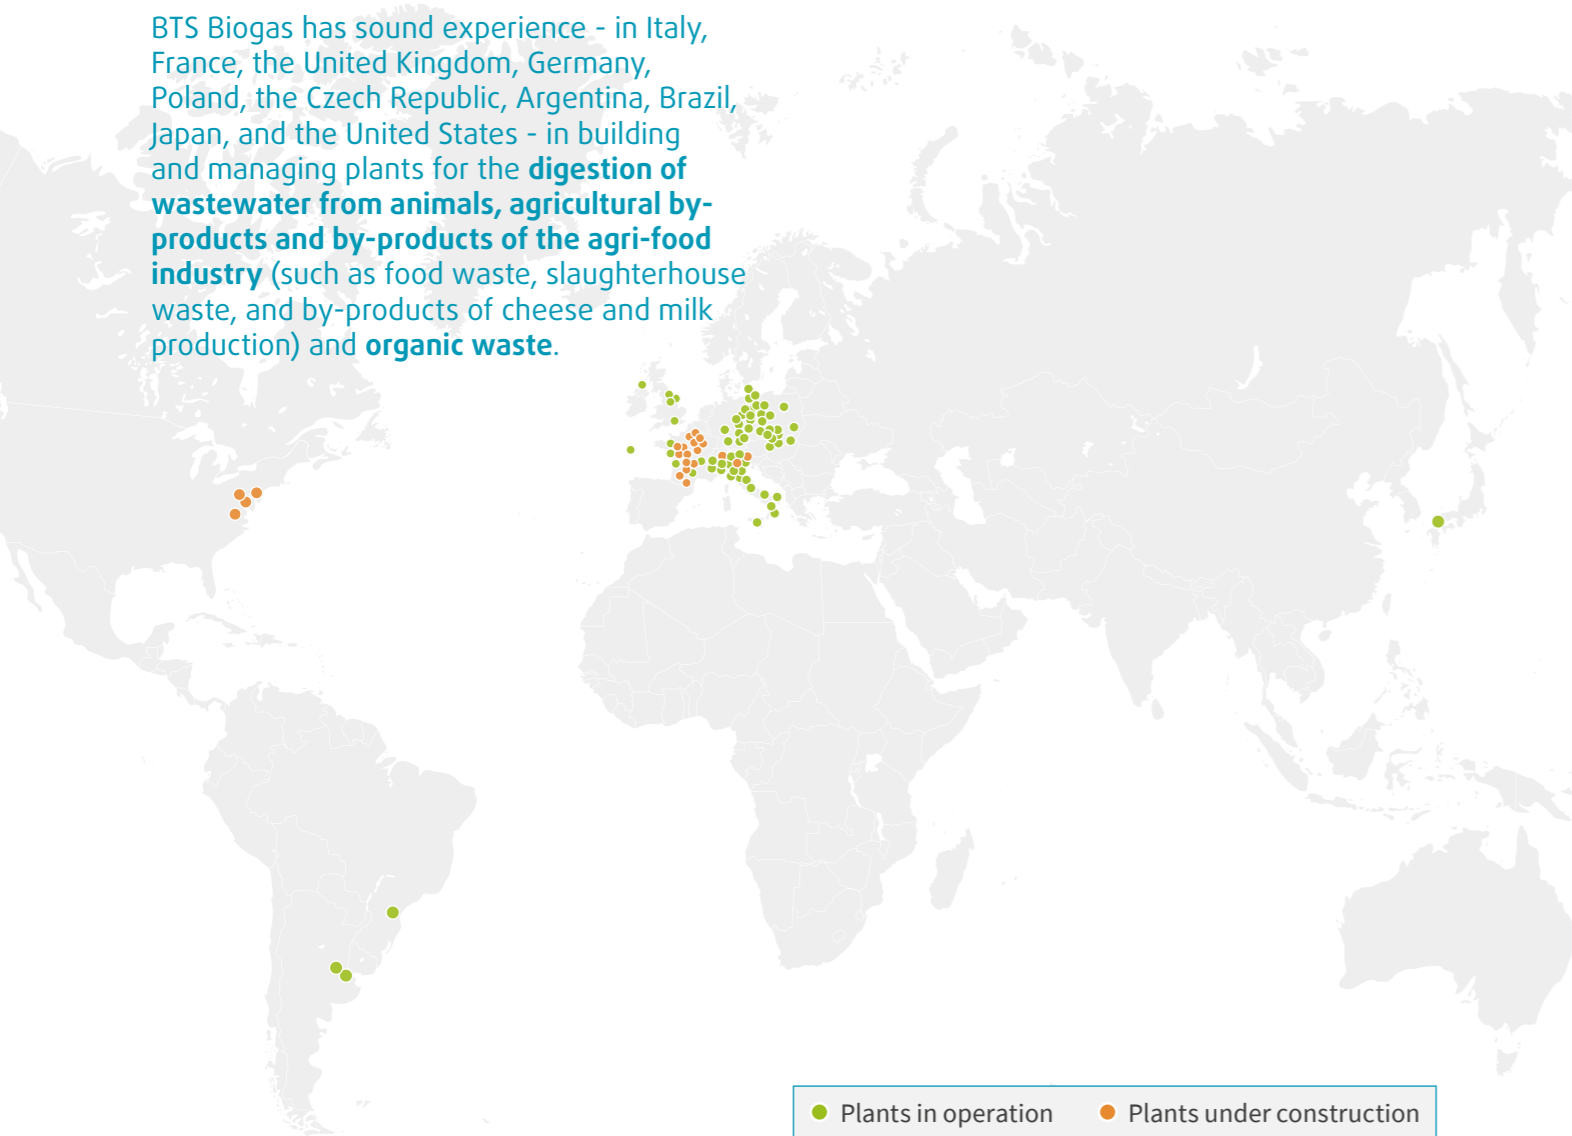 BTS Biogas has sound experience - in Italy,
France, the United Kingdom, Germany,
Poland, the Czech Republic, Argentina, Brazil,
Japan, and the United States - in building
and managing plants for the digestion of
wastewater from animals, agricultural by-
products and by-products of the agri-food
industry (such as food waste, slaughterhouse
waste, and by-products of cheese and milk
production) and organic waste.
Plants in operation
Plants under construction